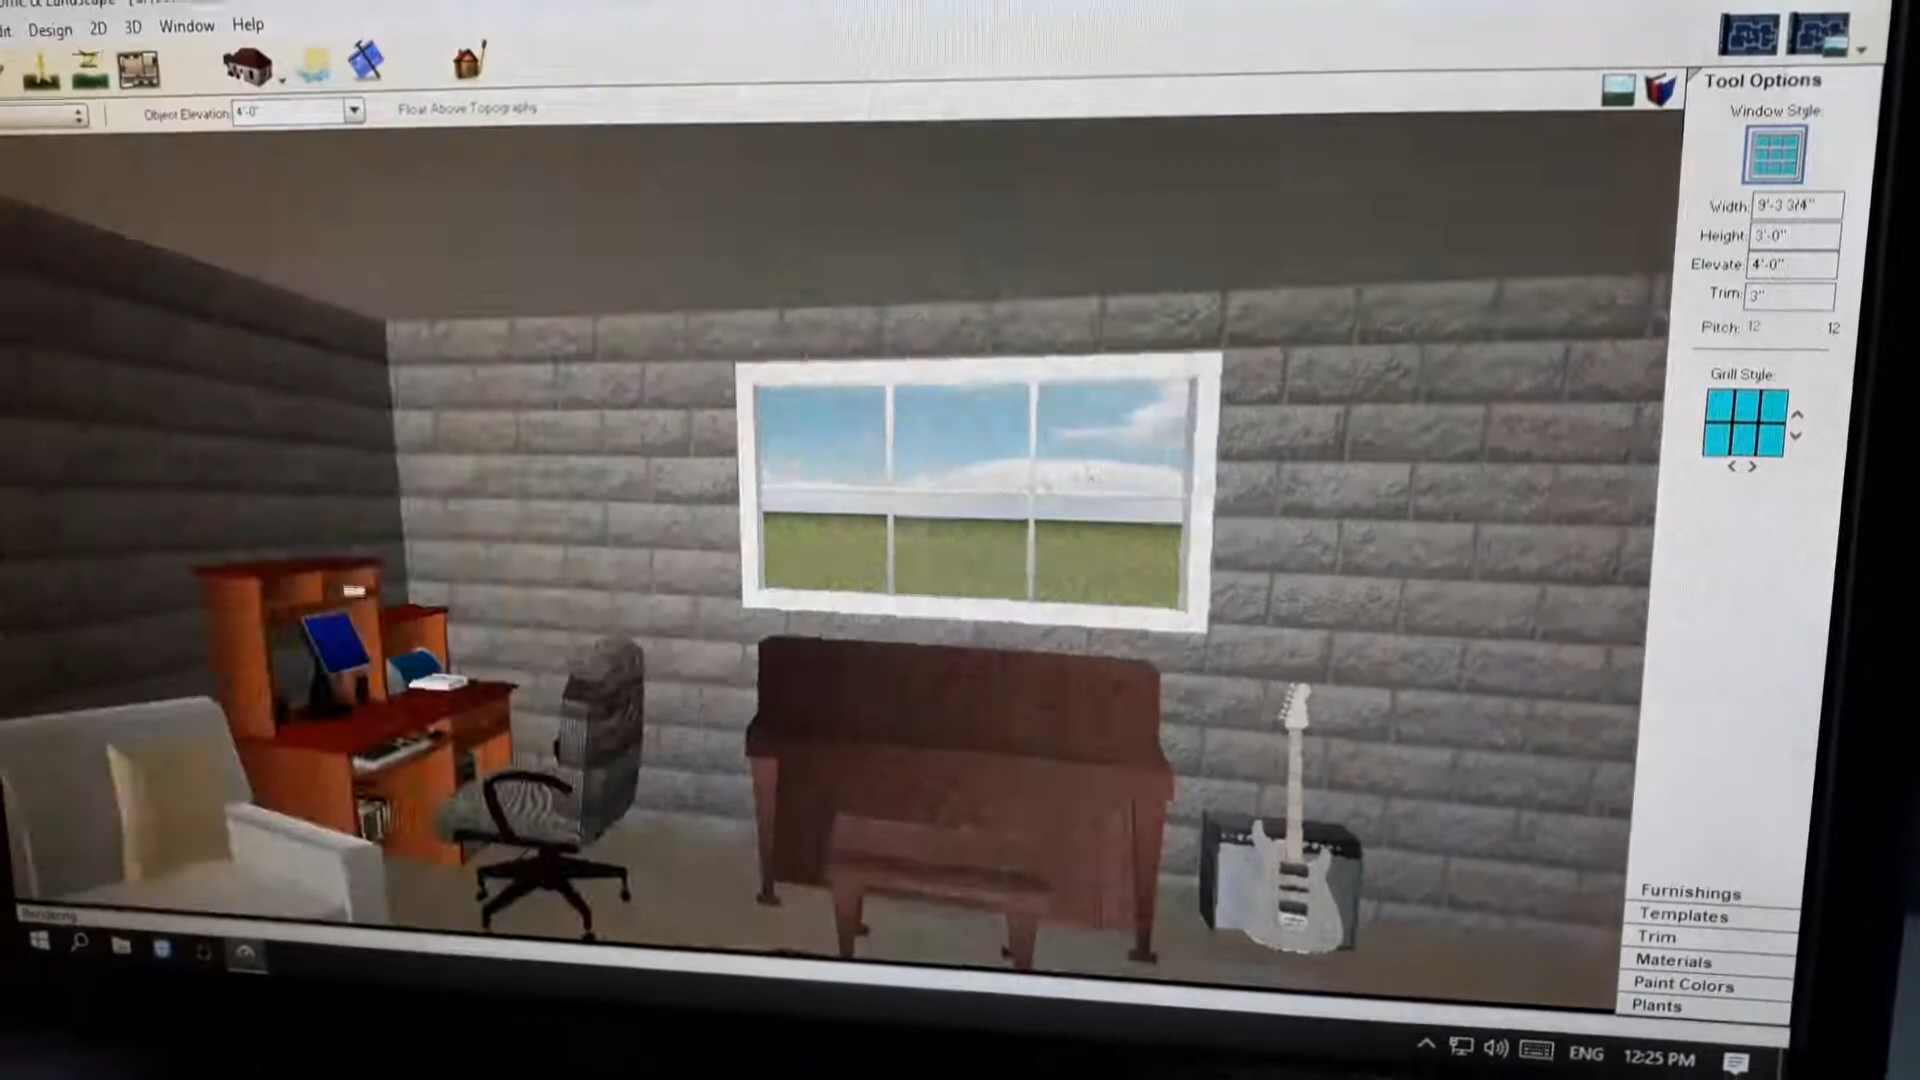 & Landscape
Design 2D 3D Window Help
Object Elevation: 4'-0" Float Above Topography
Tool Options
Window Style:
Width: 9'-3 3/4"
Height: 3'-0"
Elevate: 4'-0"
Trim: 3"
Pitch: 12 12
Grill Style:
Furnishings
Templates
Trim
Materials
Paint Colors
Plants
Rendering
ENG 12:25 PM